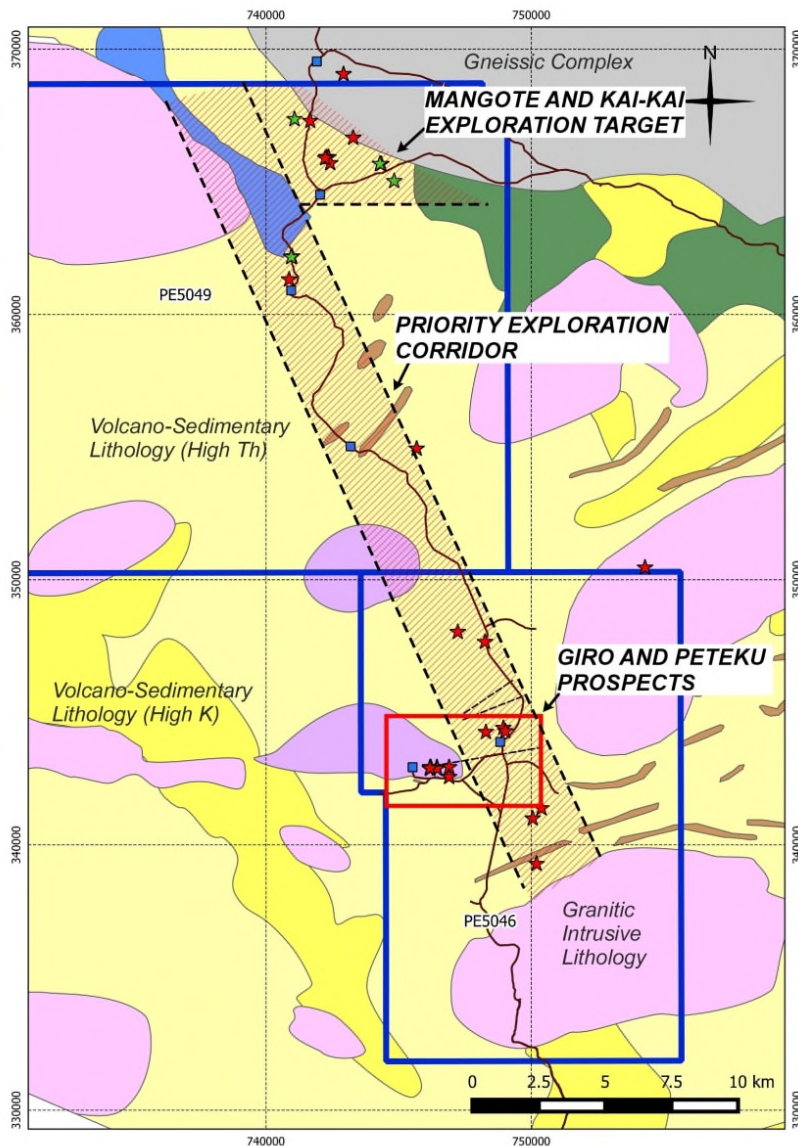 740000
750000
370000
370000
Gneissic Complex
N
MANGOTE AND KAI-KAI
EXPLORATION TARGET
PE5049
360000
360000
PRIORITY EXPLORATION
CORRIDOR
Volcano-Sedimentary
Lithology (High Th)
350000
350000
GIRO AND PETEKU
PROSPECTS
Volcano-Sedimentary
Lithology (High K)
340000
340000
PE5046
Granitic
Intrusive
Lithology
0 2.5 5 7.5 10 km
330000
330000
740000
750000